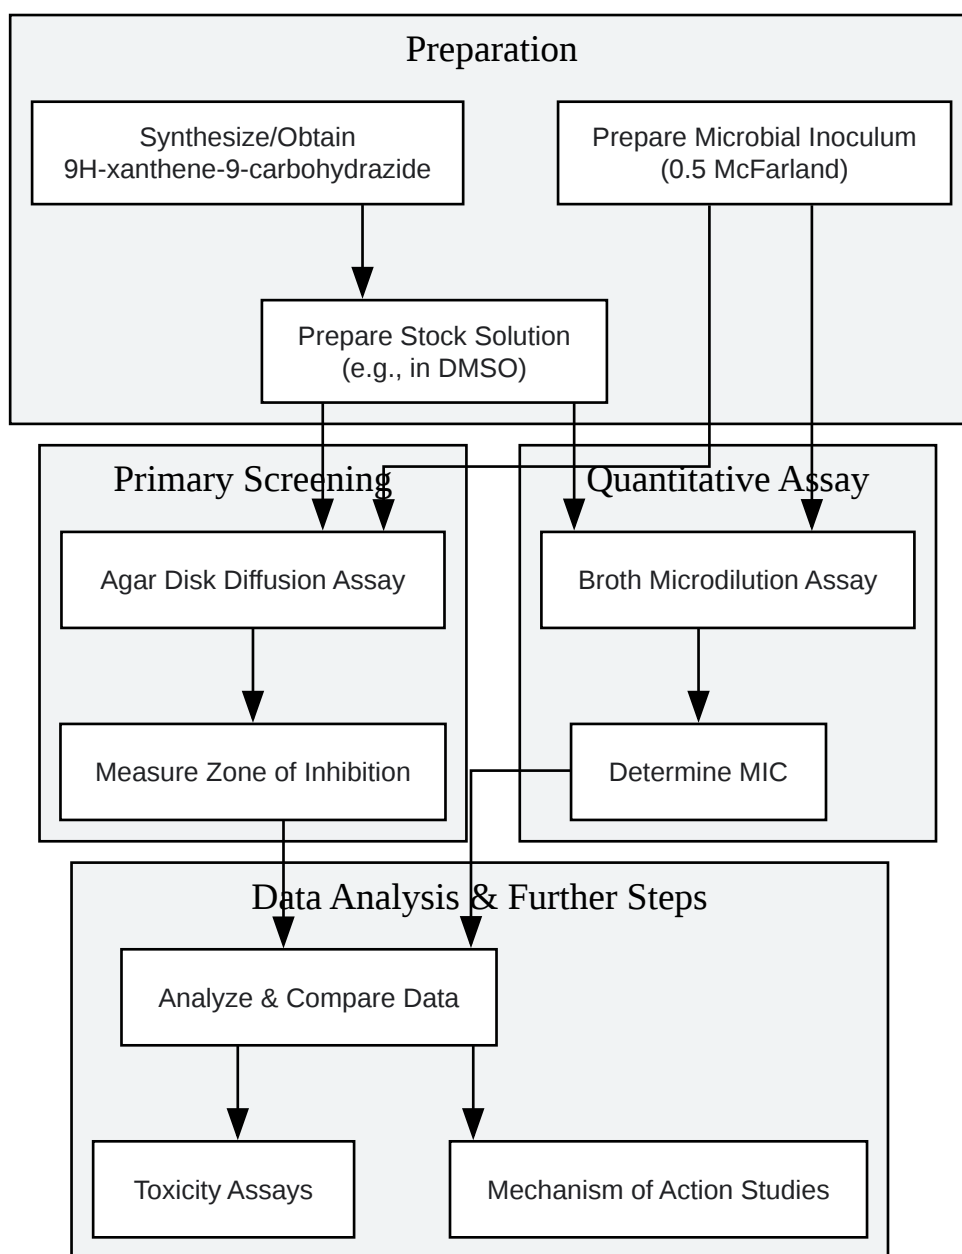 Preparation
Synthesize/Obtain
9H-xanthene-9-carbohydrazide
Prepare Microbial Inoculum
(0.5 McFarland)
Prepare Stock Solution
(e.g., in DMSO)
Primary Screening
Quantitative Assay
Agar Disk Diffusion Assay
Broth Microdilution Assay
Measure Zone of Inhibition
Determine MIC
Data Analysis & Further Steps
Analyze & Compare Data
Toxicity Assays
Mechanism of Action Studies